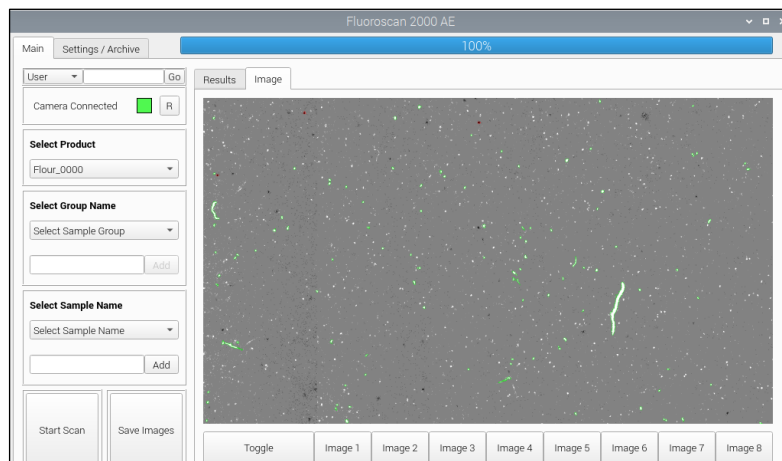 Fluoroscan 2000 AE
Main
Settings / Archive
100%
User
Go
Results
Image
Camera Connected
R
Select Product
Flour_0000
Select Group Name
Select Sample Group
Add
Select Sample Name
Select Sample Name
Add
Start Scan
Save Images
Toggle
Image 1
Image 2
Image 3
Image 4
Image 5
Image 6
Image 7
Image 8